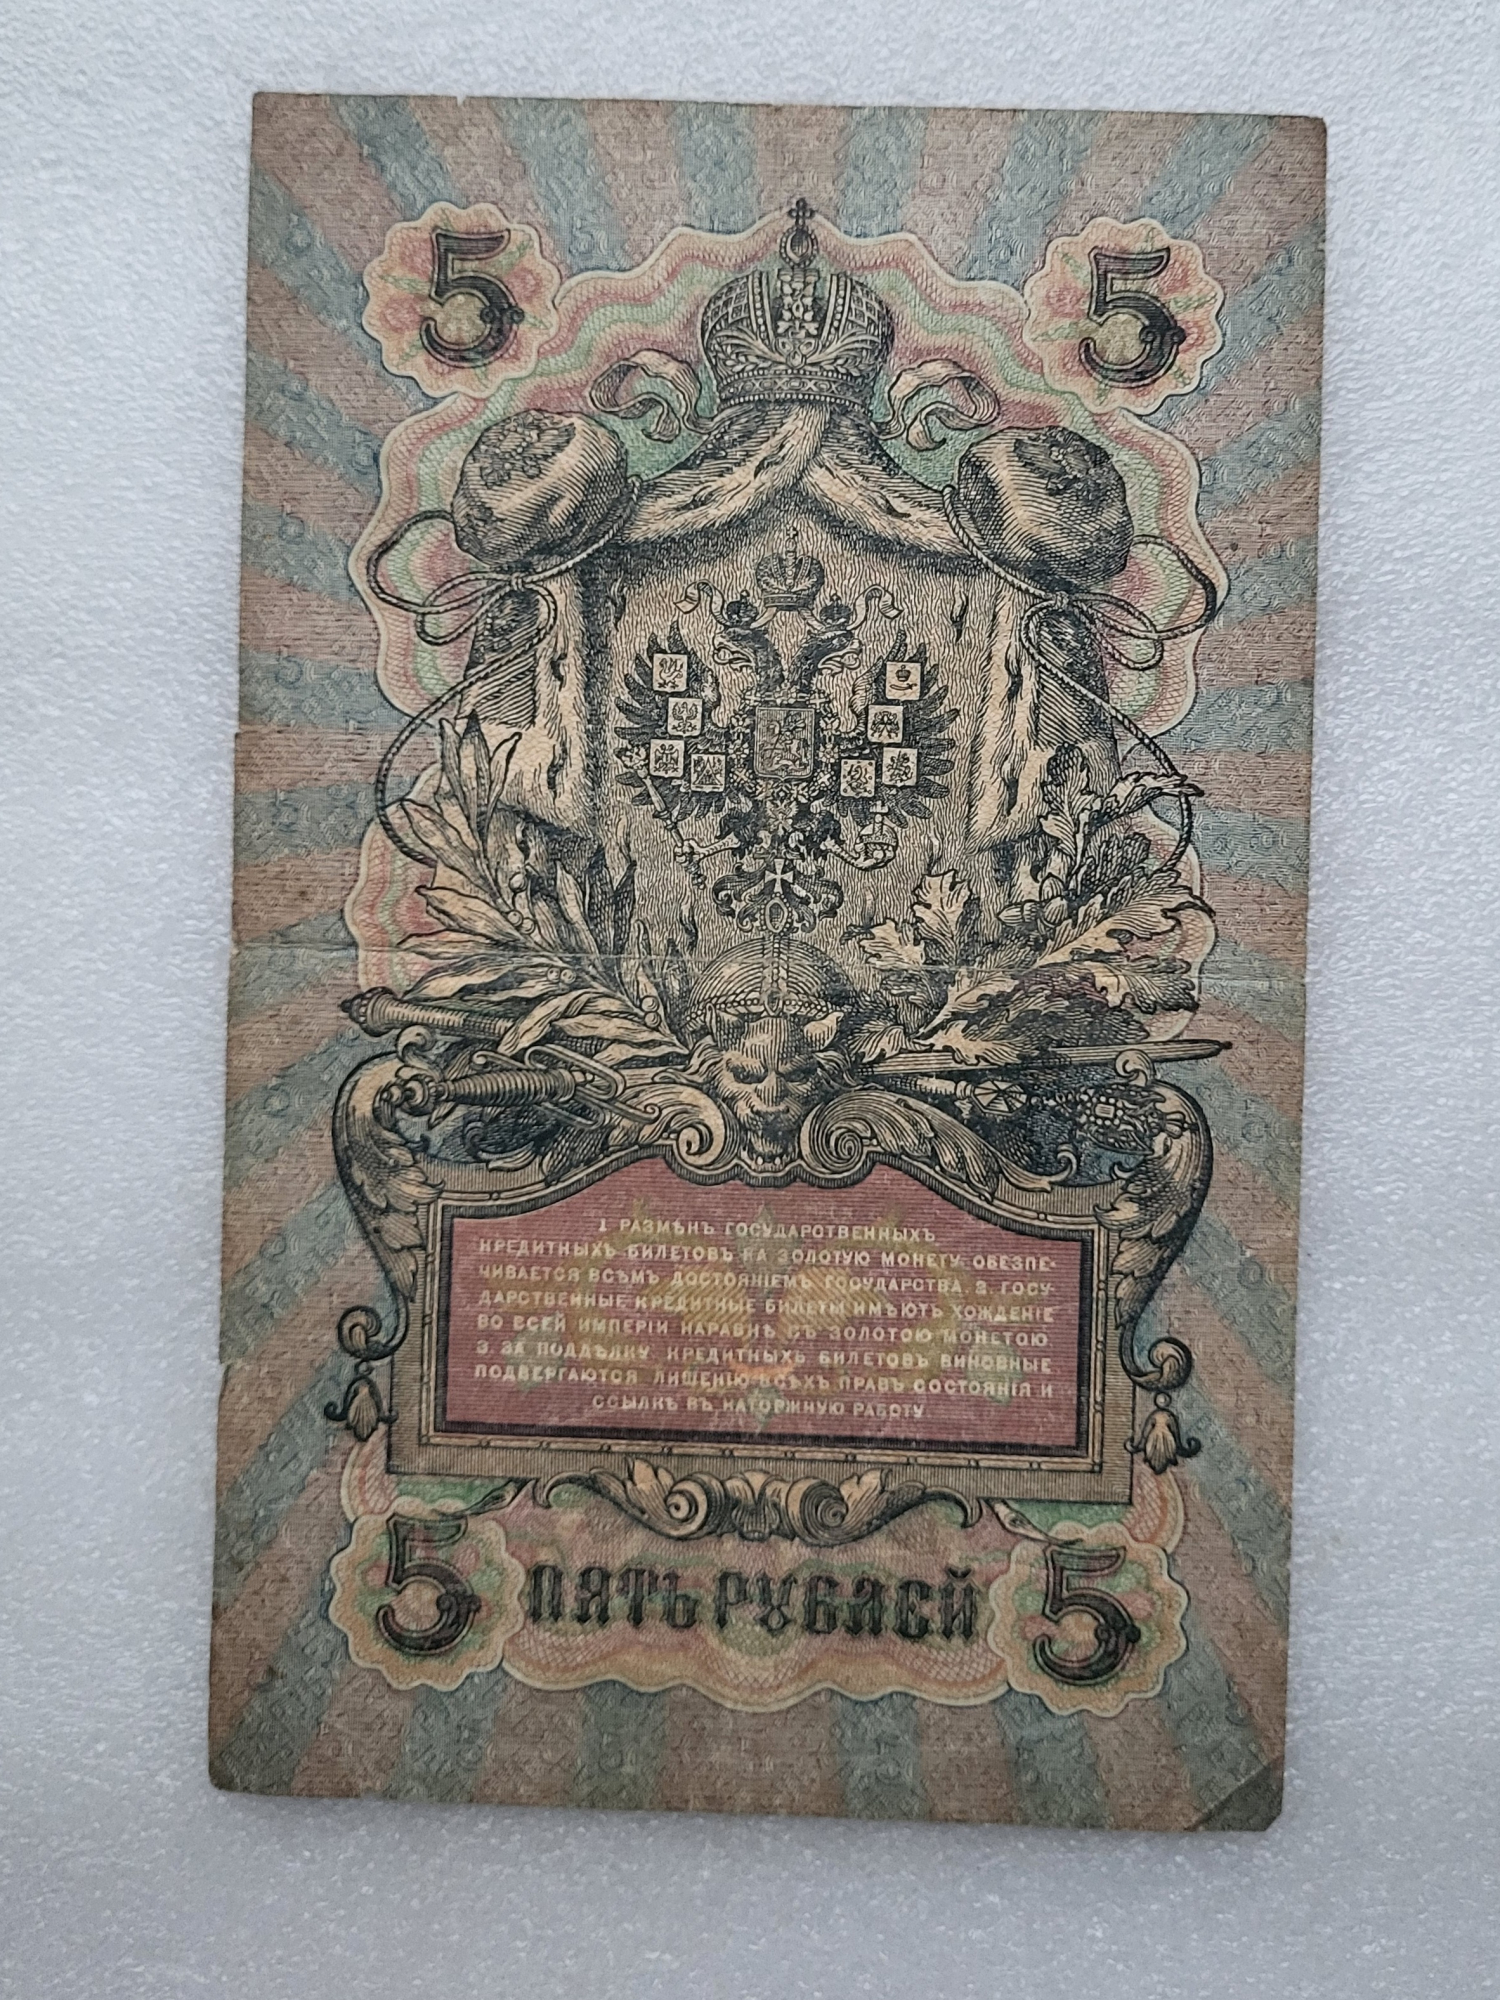 5 5
1 РАЗМѢНЪ ГОСУДАРОТВЕННЫХЪ
КРЕДИТНЫХЪ БИЛЕТОВЪ НА ЗОЛОТУЮ МОНЕТУ ОБЕЗПЕ-
ЧИВАЕТСЯ ВСѢМЪ ДОСТОЯНІЕМЪ ГОСУДАРСТВА. 2. ГОСУ-
ДАРСТВЕННЫЕ КРЕДИТНЫЕ БИЛЕТЫ ИМѢЮТЪ ХОЖДЕНІЕ
ВО ВСЕЙ ИМПЕРІИ НАРАВНѢ СЪ ЗОЛОТОЮ МОНЕТОЮ
3. ЗА ПОДДѢЛКУ КРЕДИТНЫХЪ БИЛЕТОВЪ ВИНОВНЫЕ
ПОДВЕРГАЮТСЯ ЛИШЕНІЮ ВСѢХЪ ПРАВЪ СОСТОЯНІЯ И
ССЫЛКѢ ВЪ КАТОРЖНУЮ РАБОТУ
5 ПЯТЬ РУБЛЕЙ 5